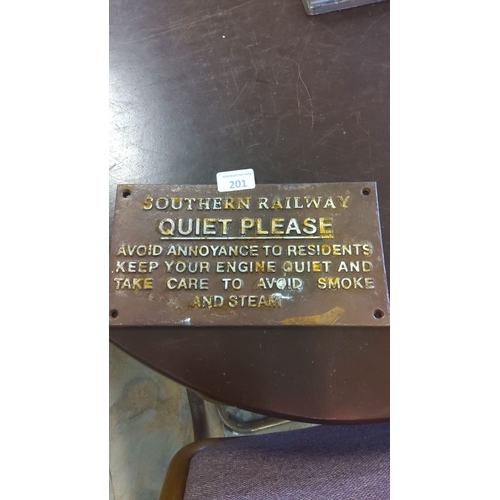 201
SOUTHERN RAILWAY
QUIET PLEASE
AVOID ANNOYANCE TO RESIDENTS
KEEP YOUR ENGINE QUIET AND
TAKE CARE TO AVOID SMOKE
AND STEAM